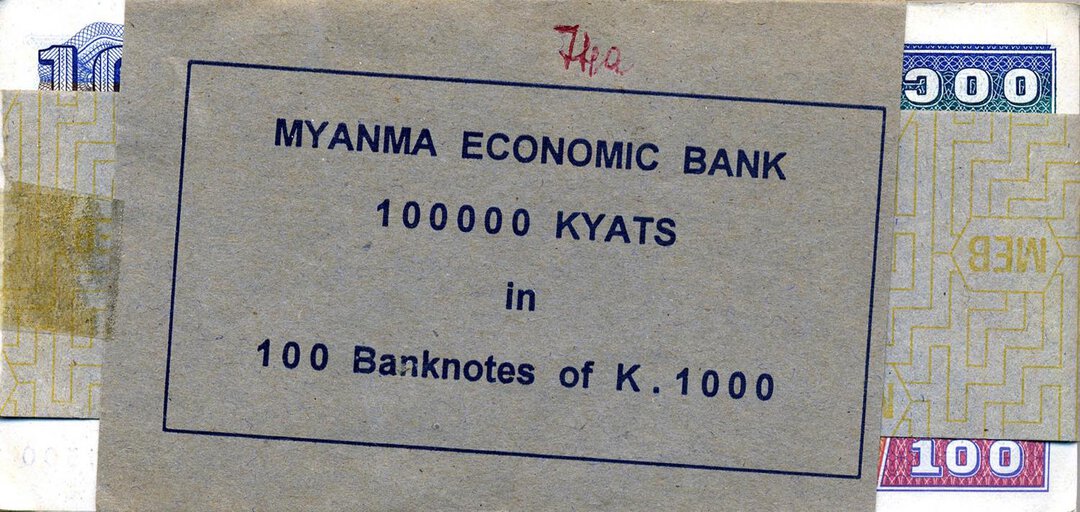 MYANMA ECONOMIC BANK
100000 KYATS
in
100 Banknotes of K.1000
MEB
100